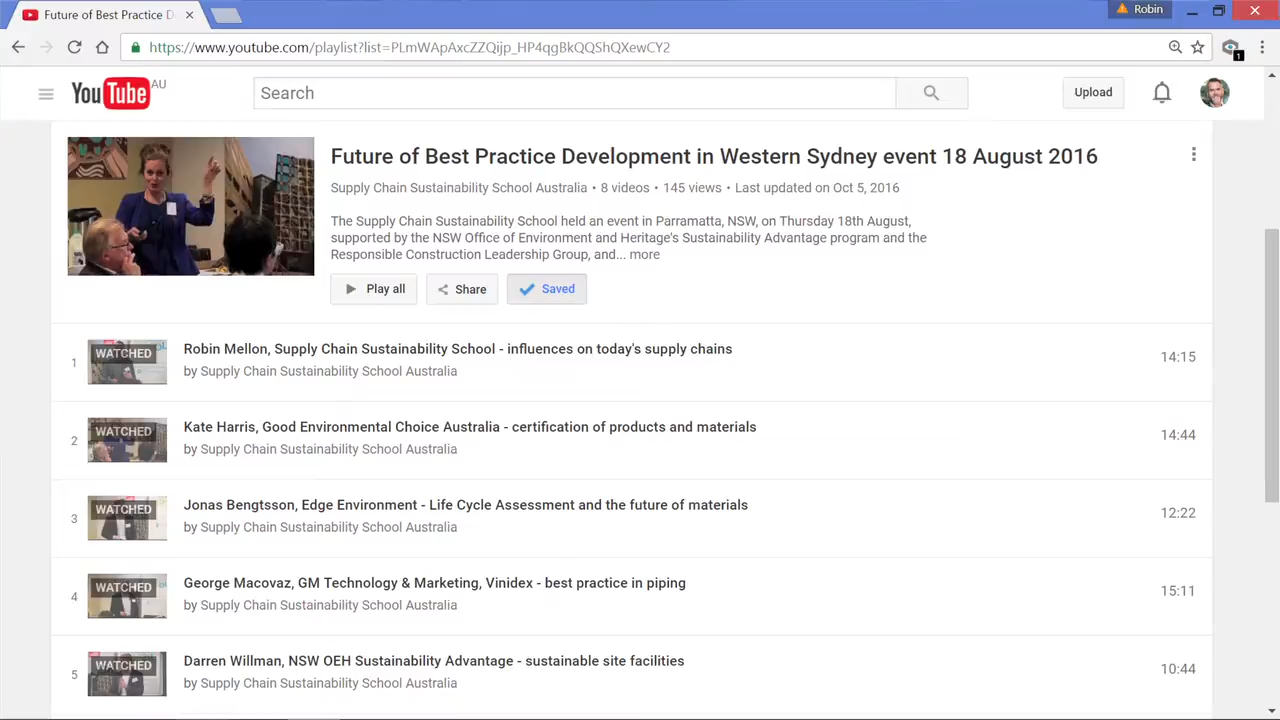 Future of Best Practice D
Robin
https://www.youtube.com/playlist?list=PLmWApAxcZZQijp_HP4qgBkQQShQXewCY2
1
YouTube AU
Search
Upload
Future of Best Practice Development in Western Sydney event 18 August 2016
Supply Chain Sustainability School Australia • 8 videos • 145 views • Last updated on Oct 5, 2016
The Supply Chain Sustainability School held an event in Parramatta, NSW, on Thursday 18th August,
supported by the NSW Office of Environment and Heritage's Sustainability Advantage program and the
Responsible Construction Leadership Group, and... more
Play all
Share
Saved
1
WATCHED
Robin Mellon, Supply Chain Sustainability School - influences on today's supply chains
by Supply Chain Sustainability School Australia
14:15
2
WATCHED
Kate Harris, Good Environmental Choice Australia - certification of products and materials
by Supply Chain Sustainability School Australia
14:44
3
WATCHED
Jonas Bengtsson, Edge Environment - Life Cycle Assessment and the future of materials
by Supply Chain Sustainability School Australia
12:22
4
WATCHED
George Macovaz, GM Technology & Marketing, Vinidex - best practice in piping
by Supply Chain Sustainability School Australia
15:11
5
WATCHED
Darren Willman, NSW OEH Sustainability Advantage - sustainable site facilities
by Supply Chain Sustainability School Australia
10:44